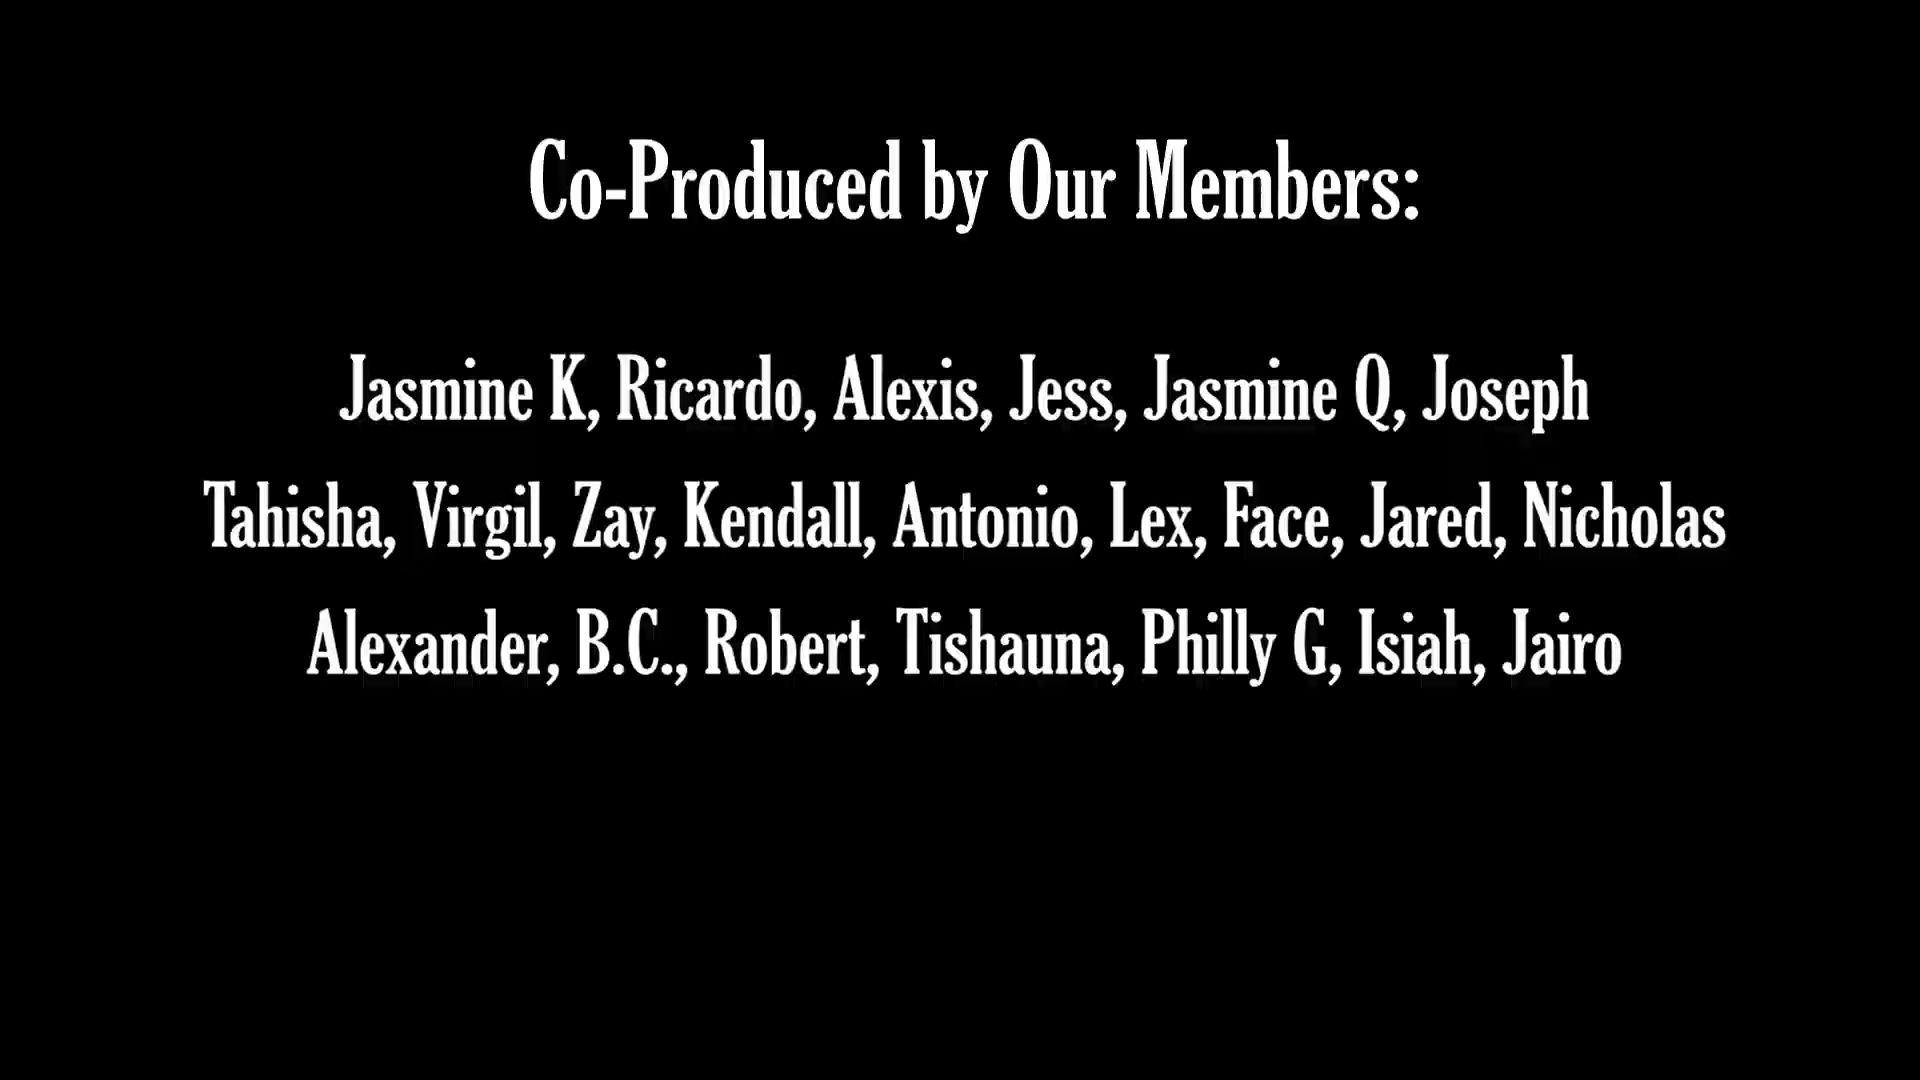 Co-Produced by Our Members:
Jasmine K, Ricardo, Alexis, Jess, Jasmine Q, Joseph
Tahisha, Virgil, Zay, Kendall, Antonio, Lex, Face, Jared, Nicholas
Alexander, B.C., Robert, Tishauna, Philly G, Isiah, Jairo